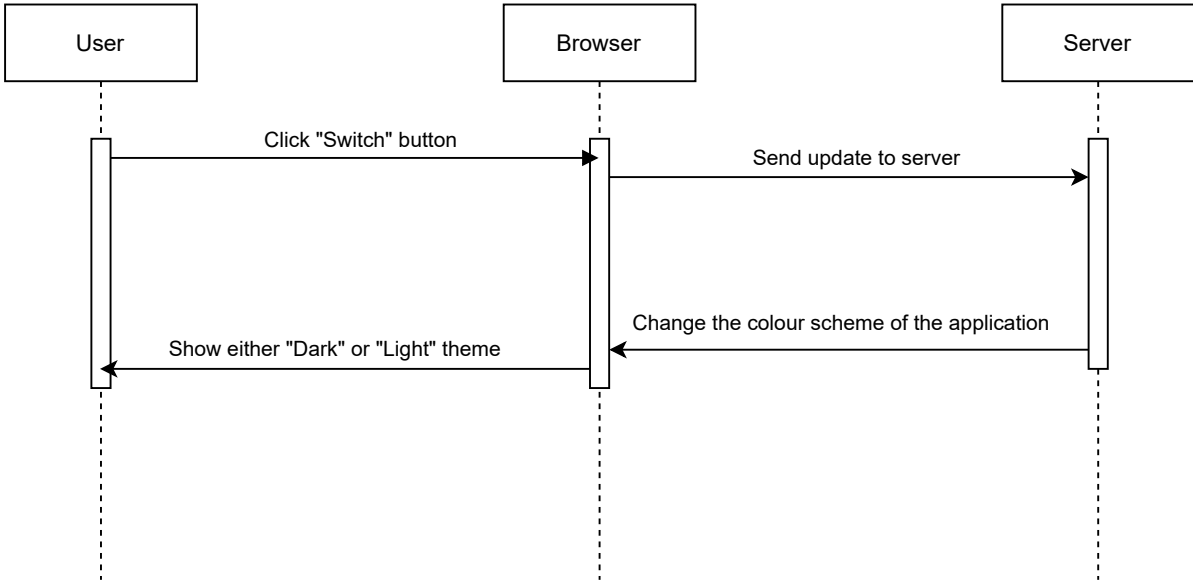 User
Browser
Server
Click "Switch" button
Send update to server
Change the colour scheme of the application
Show either "Dark" or "Light" theme